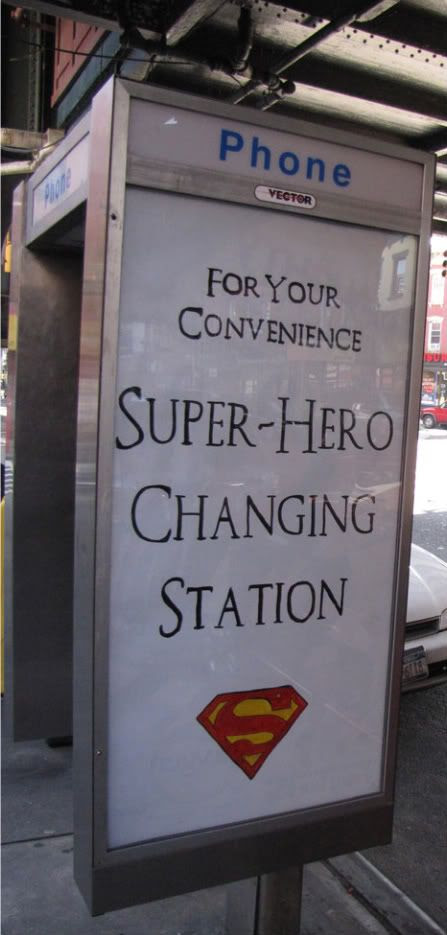 Phone
Phone
VECTOR
FOR YOUR
CONVENIENCE
SUPER-HERO
CHANGING
STATION
S